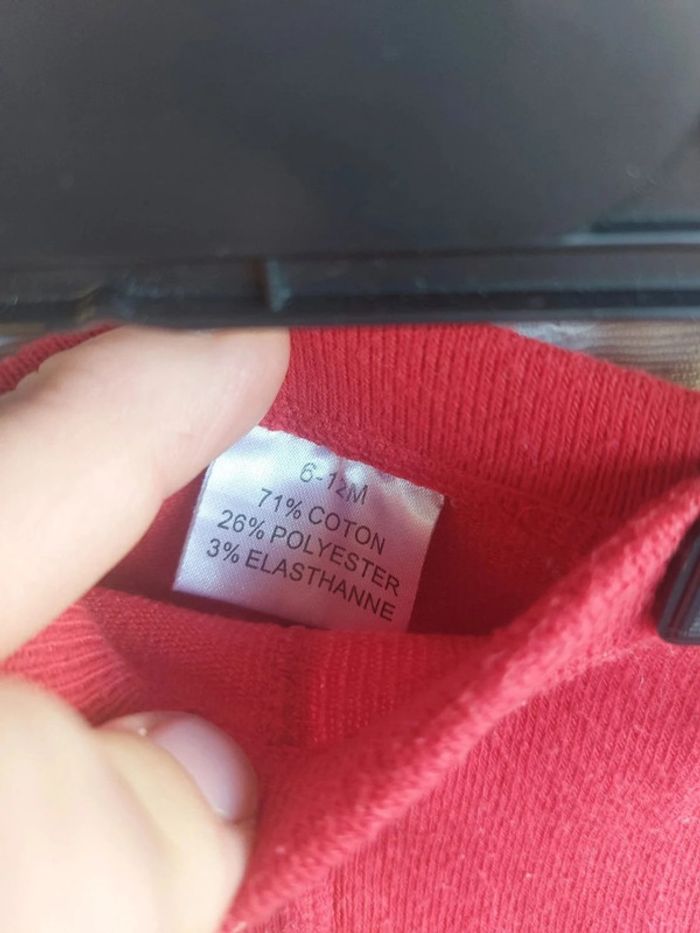 6-12M
71% COTON
26% POLYESTER
3% ELASTHANNE